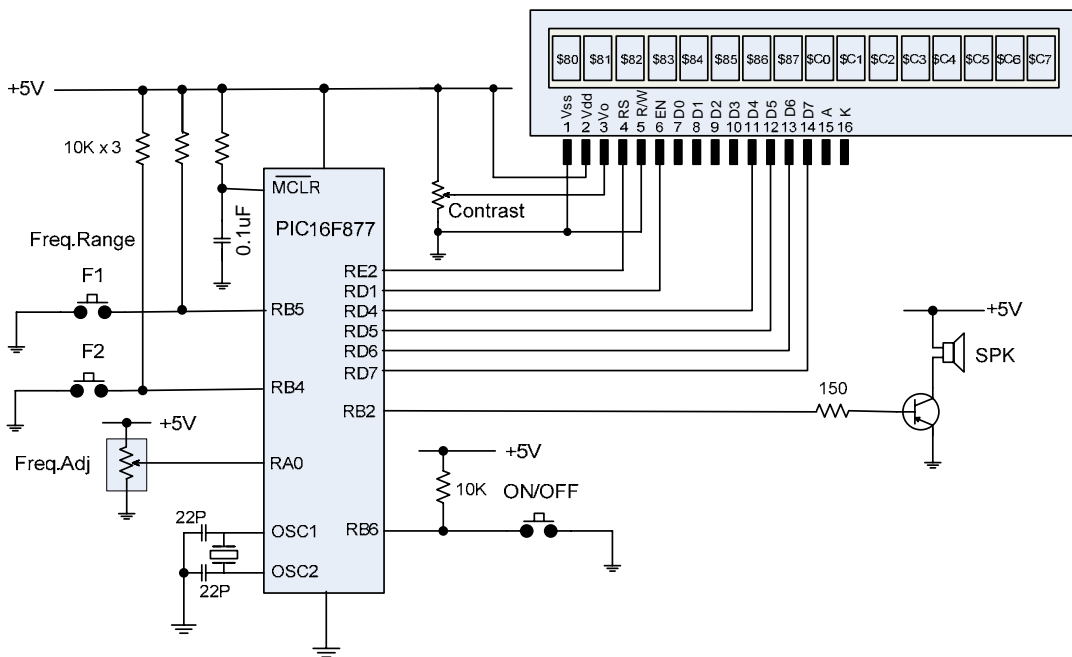 $80 $81 $82 $83 $84 $85 $86 $87 $C0 $C1 $C2 $C3 $C4 $C5 $C6 $C7
Vss Vdd Vo RS R/W EN D0 D1 D2 D3 D4 D5 D6 D7 A K
1 2 3 4 5 6 7 8 9 10 11 12 13 14 15 16
+5V
10K x 3
MCLR
0.1uF
PIC16F877
Contrast
Freq.Range
F1
RE2
RD1
RB5
RD4
RD5
RD6
RD7
+5V
SPK
F2
RB4
RB2
150
+5V
Freq.Adj
RA0
+5V
10K
ON/OFF
22P
OSC1
RB6
OSC2
22P